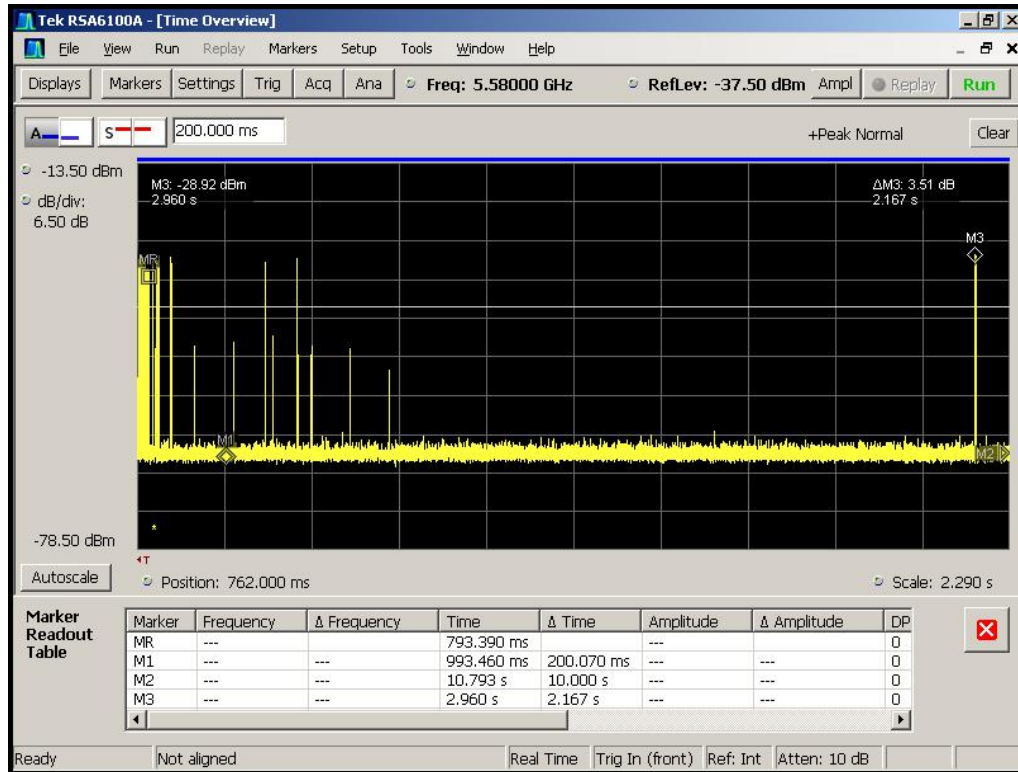 Tek RSA6100A - [Time Overview]
File View Run Replay Markers Setup Tools Window Help
Displays Markers Settings Trig Acq Ana Freq: 5.58000 GHz RefLev: -37.50 dBm Ampl Replay Run
A S 200.000 ms +Peak Normal Clear
-13.50 dBm
dB/div:
6.50 dB
M3: -28.92 dBm
2.960 s
ΔM3: 3.51 dB
2.167 s
M3
MR
M1
M2
-78.50 dBm
T
Autoscale Position: 762.000 ms Scale: 2.290 s
Marker Readout Table
Marker Frequency Δ Frequency Time Δ Time Amplitude Δ Amplitude DP
MR --- 793.390 ms --- 0
M1 --- --- 993.460 ms 200.070 ms --- --- 0
M2 --- --- 10.793 s 10.000 s --- --- 0
M3 --- --- 2.960 s 2.167 s --- --- 0
Ready Not aligned Real Time Trig In (front) Ref: Int Atten: 10 dB